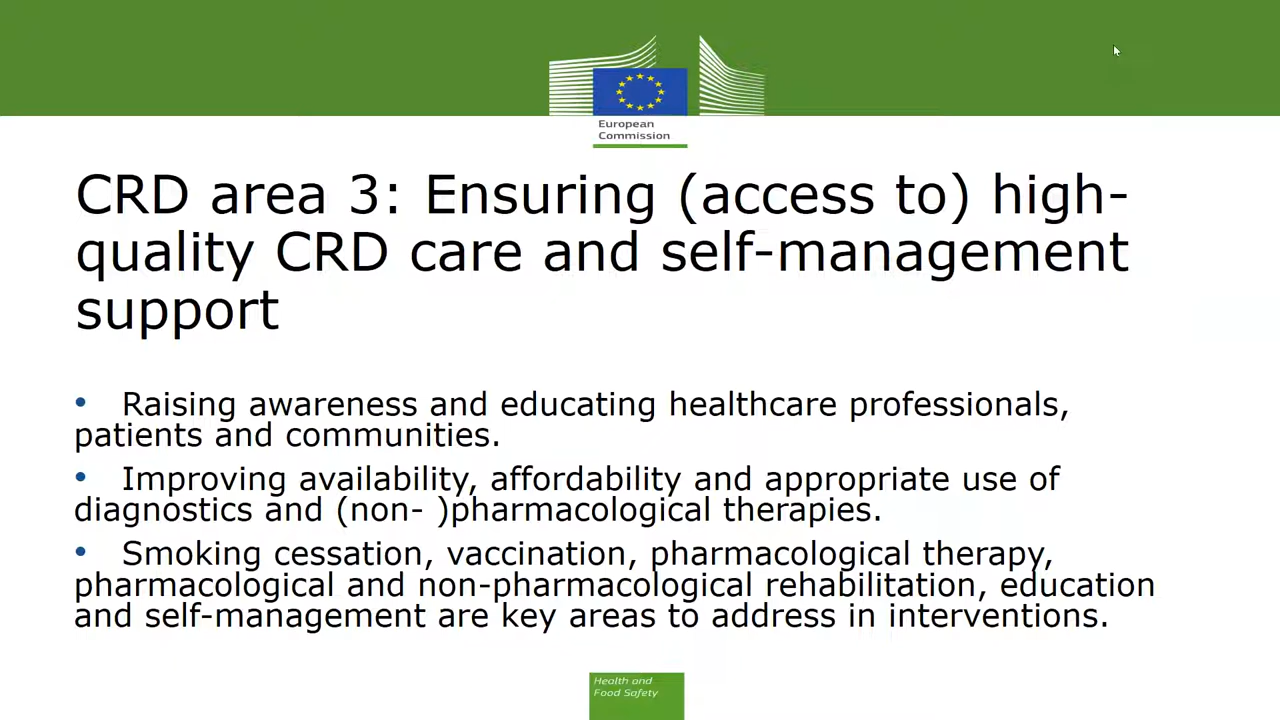 European
Commission
CRD area 3: Ensuring (access to) high-
quality CRD care and self-management
support
• Raising awareness and educating healthcare professionals,
patients and communities.
• Improving availability, affordability and appropriate use of
diagnostics and (non- )pharmacological therapies.
• Smoking cessation, vaccination, pharmacological therapy,
pharmacological and non-pharmacological rehabilitation, education
and self-management are key areas to address in interventions.
Health and
Food Safety